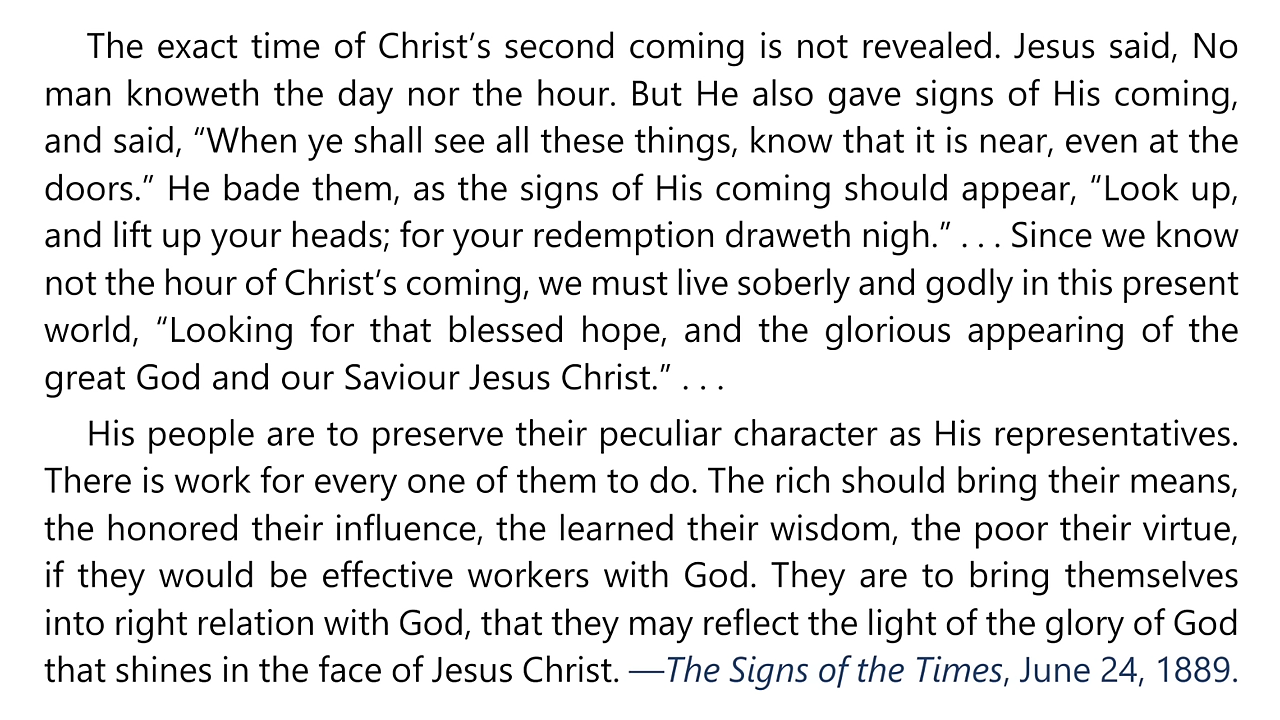 The exact time of Christ’s second coming is not revealed. Jesus said, No
man knoweth the day nor the hour. But He also gave signs of His coming,
and said, “When ye shall see all these things, know that it is near, even at the
doors.” He bade them, as the signs of His coming should appear, “Look up,
and lift up your heads; for your redemption draweth nigh.” . . . Since we know
not the hour of Christ’s coming, we must live soberly and godly in this present
world, “Looking for that blessed hope, and the glorious appearing of the
great God and our Saviour Jesus Christ.” . . .
His people are to preserve their peculiar character as His representatives.
There is work for every one of them to do. The rich should bring their means,
the honored their influence, the learned their wisdom, the poor their virtue,
if they would be effective workers with God. They are to bring themselves
into right relation with God, that they may reflect the light of the glory of God
that shines in the face of Jesus Christ. —The Signs of the Times, June 24, 1889.